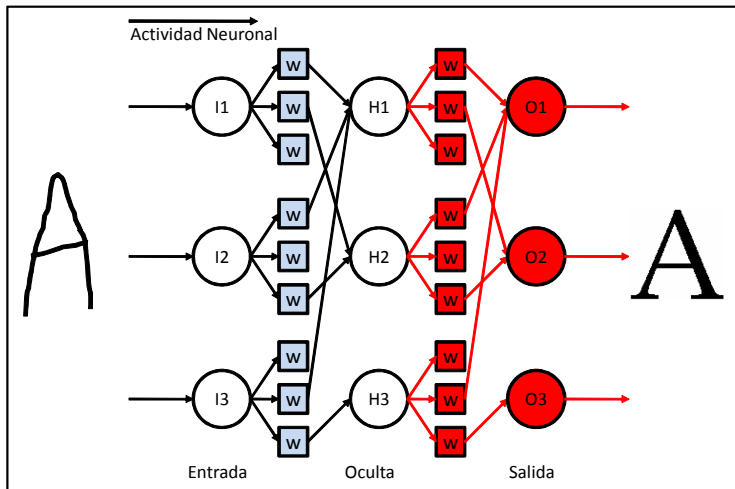 Actividad Neuronal
w w
I1 w H1 w O1
w w
w w
I2 w H2 w O2
w w
w w
I3 w H3 w O3
w w
A A
Entrada Oculta Salida